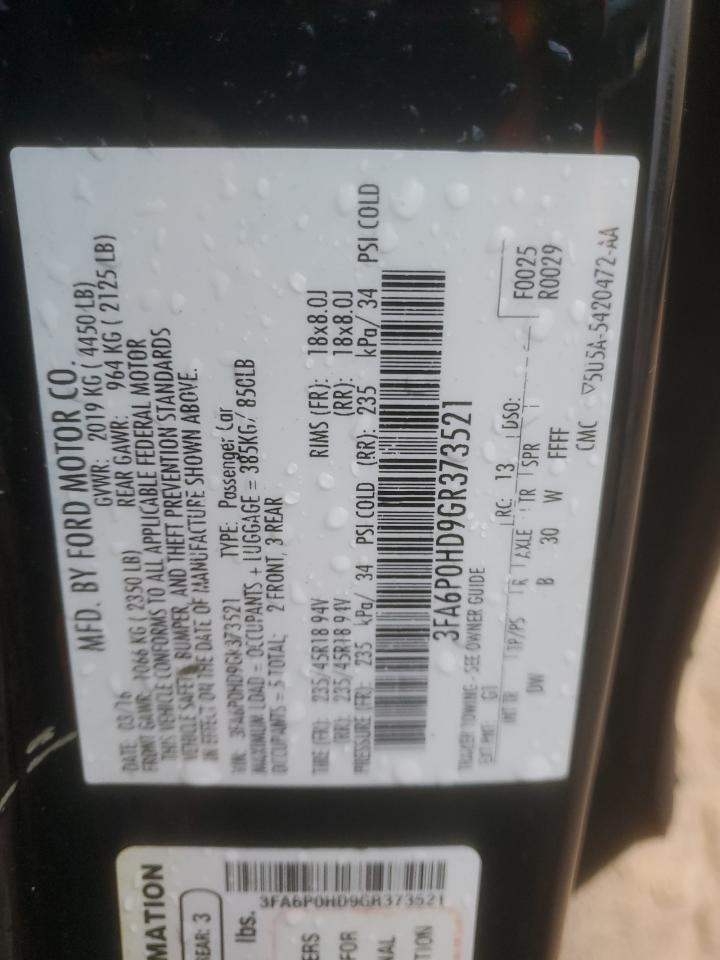 MFD. BY FORD MOTOR CO.
DATE: 03/16 GVWR: 2019 KG ( 4450 LB)
FRONT GAWR: 1066 KG ( 2350 LB) REAR GAWR: 964 KG ( 2125 LB)
THIS VEHICLE CONFORMS TO ALL APPLICABLE FEDERAL MOTOR
VEHICLE SAFETY, BUMPER, AND THEFT PREVENTION STANDARDS
IN EFFECT ON THE DATE OF MANUFACTURE SHOWN ABOVE.
VIN: 3FA6P0HD9GR373521 TYPE: Passenger Car
MAXIMUM LOAD = OCCUPANTS + LUGGAGE = 385KG/ 850LB
OCCUPANTS = 5 TOTAL: 2 FRONT, 3 REAR
TIRE (FR): 235/45R18 94V RIMS (FR): 18x8.0J
(RR): 235/45R18 94V (RR): 18x8.0J
PRESSURE (FR): 235 kPa/ 34 PSI COLD (RR): 235 kPa/ 34 PSI COLD
3FA6P0HD9GR373521
TRAILER TOWING - SEE OWNER GUIDE
EXT PNT: G1 RC: 13 DSO: F0025
INT TR TP/PS R AXLE TR SPR R0029
DW B 30 W FFFF
CMC ▽5U5A-5420472-AA
MATION
REAR: 3
lbs.
3FA6P0HD9GR373521
ERS
FOR
NAL
TION